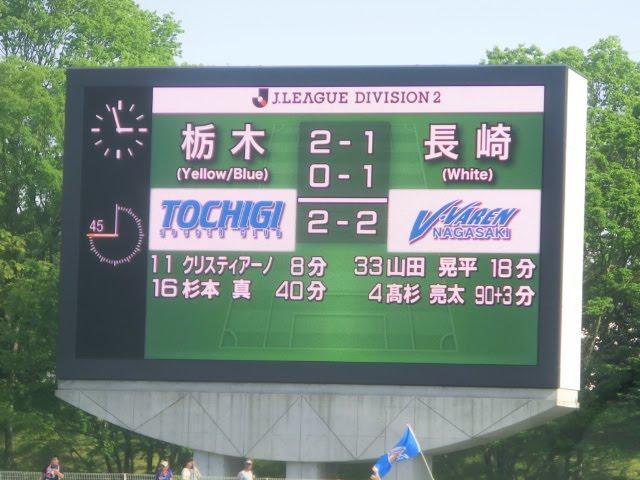 J.LEAGUE DIVISION 2
栃木 2-1 長崎
(Yellow/Blue) 0-1 (White)
TOCHIGI 2-2 V-VAREN
SOCCER CLUB NAGASAKI
45
11 クリスティアーノ 8分 33 山田 晃平 18分
16 杉本 真 40分 4 髙杉 亮太 90+3分